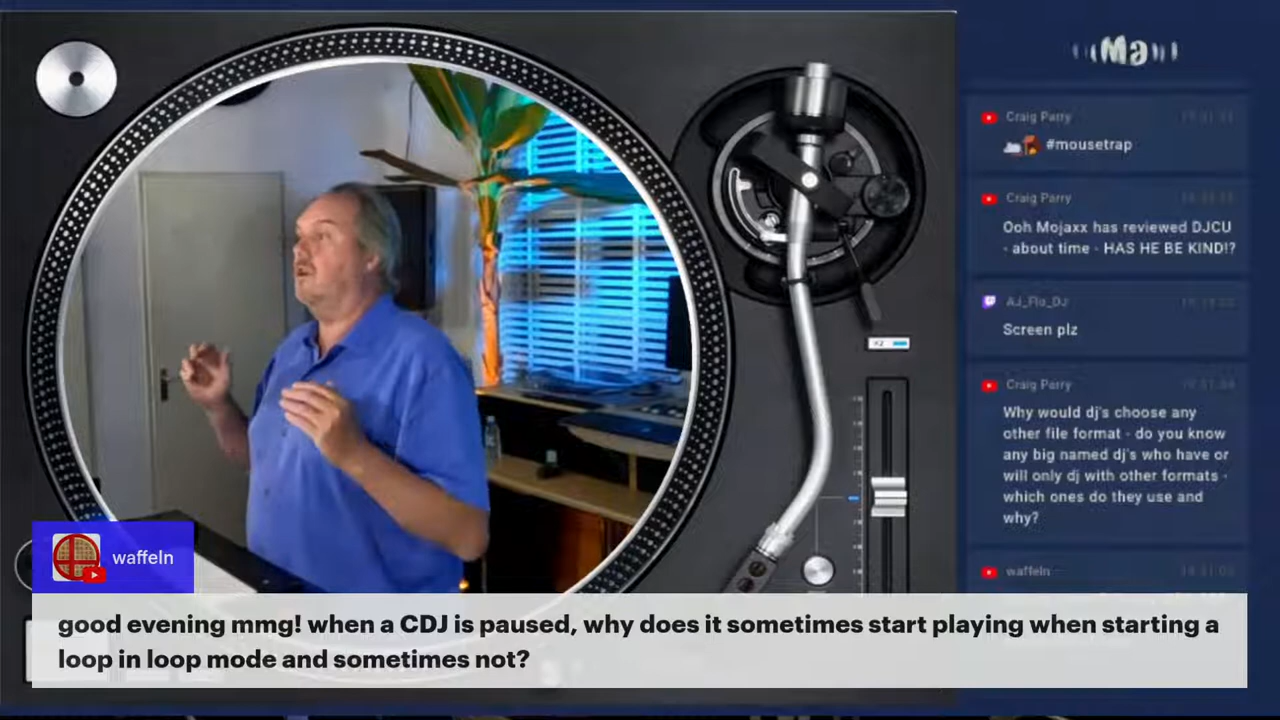 Craig Parry
#mousetrap
Craig Parry
Ooh Mojaxx has reviewed DJCU
- about time - HAS HE BE KIND!?
AJ_Flo_DJ
Screen plz
Craig Parry
Why would dj's choose any
other file format - do you know
any big named dj's who have or
will only dj with other formats -
which ones do they use and
why?
waffeln
waffeln
good evening mmg! when a CDJ is paused, why does it sometimes start playing when starting a
loop in loop mode and sometimes not?